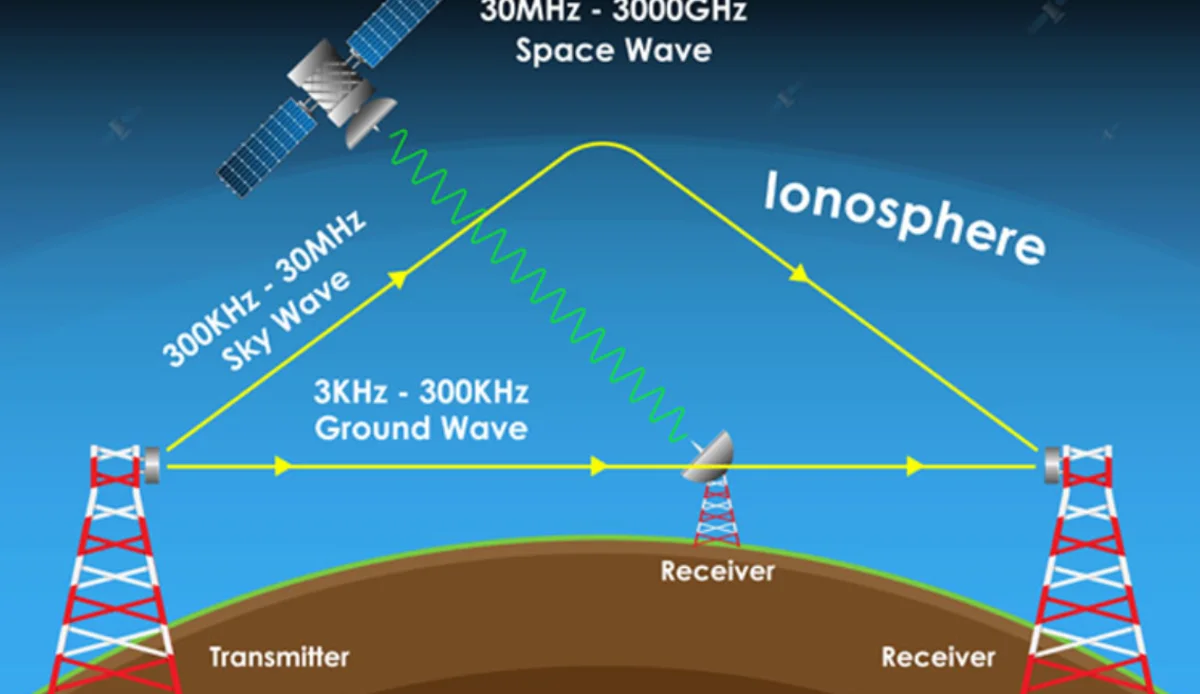 30MHz - 3000GHz
Space Wave
Ionosphere
300KHz - 30MHz
Sky Wave
3KHz - 300KHz
Ground Wave
Receiver
Transmitter
Receiver